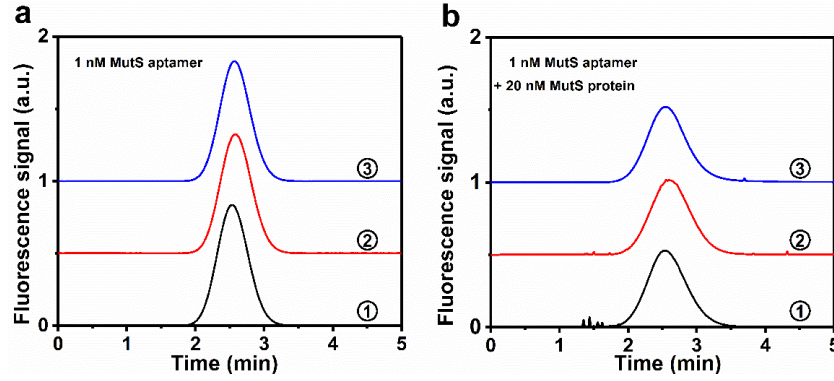 a
Fluorescence signal (a.u.)
2
1
0
1 nM MutS aptamer
③
②
①
0 1 2 3 4 5
Time (min)
b
Fluorescence signal (a.u.)
2
1
0
1 nM MutS aptamer
+ 20 nM MutS protein
③
②
①
0 1 2 3 4 5
Time (min)